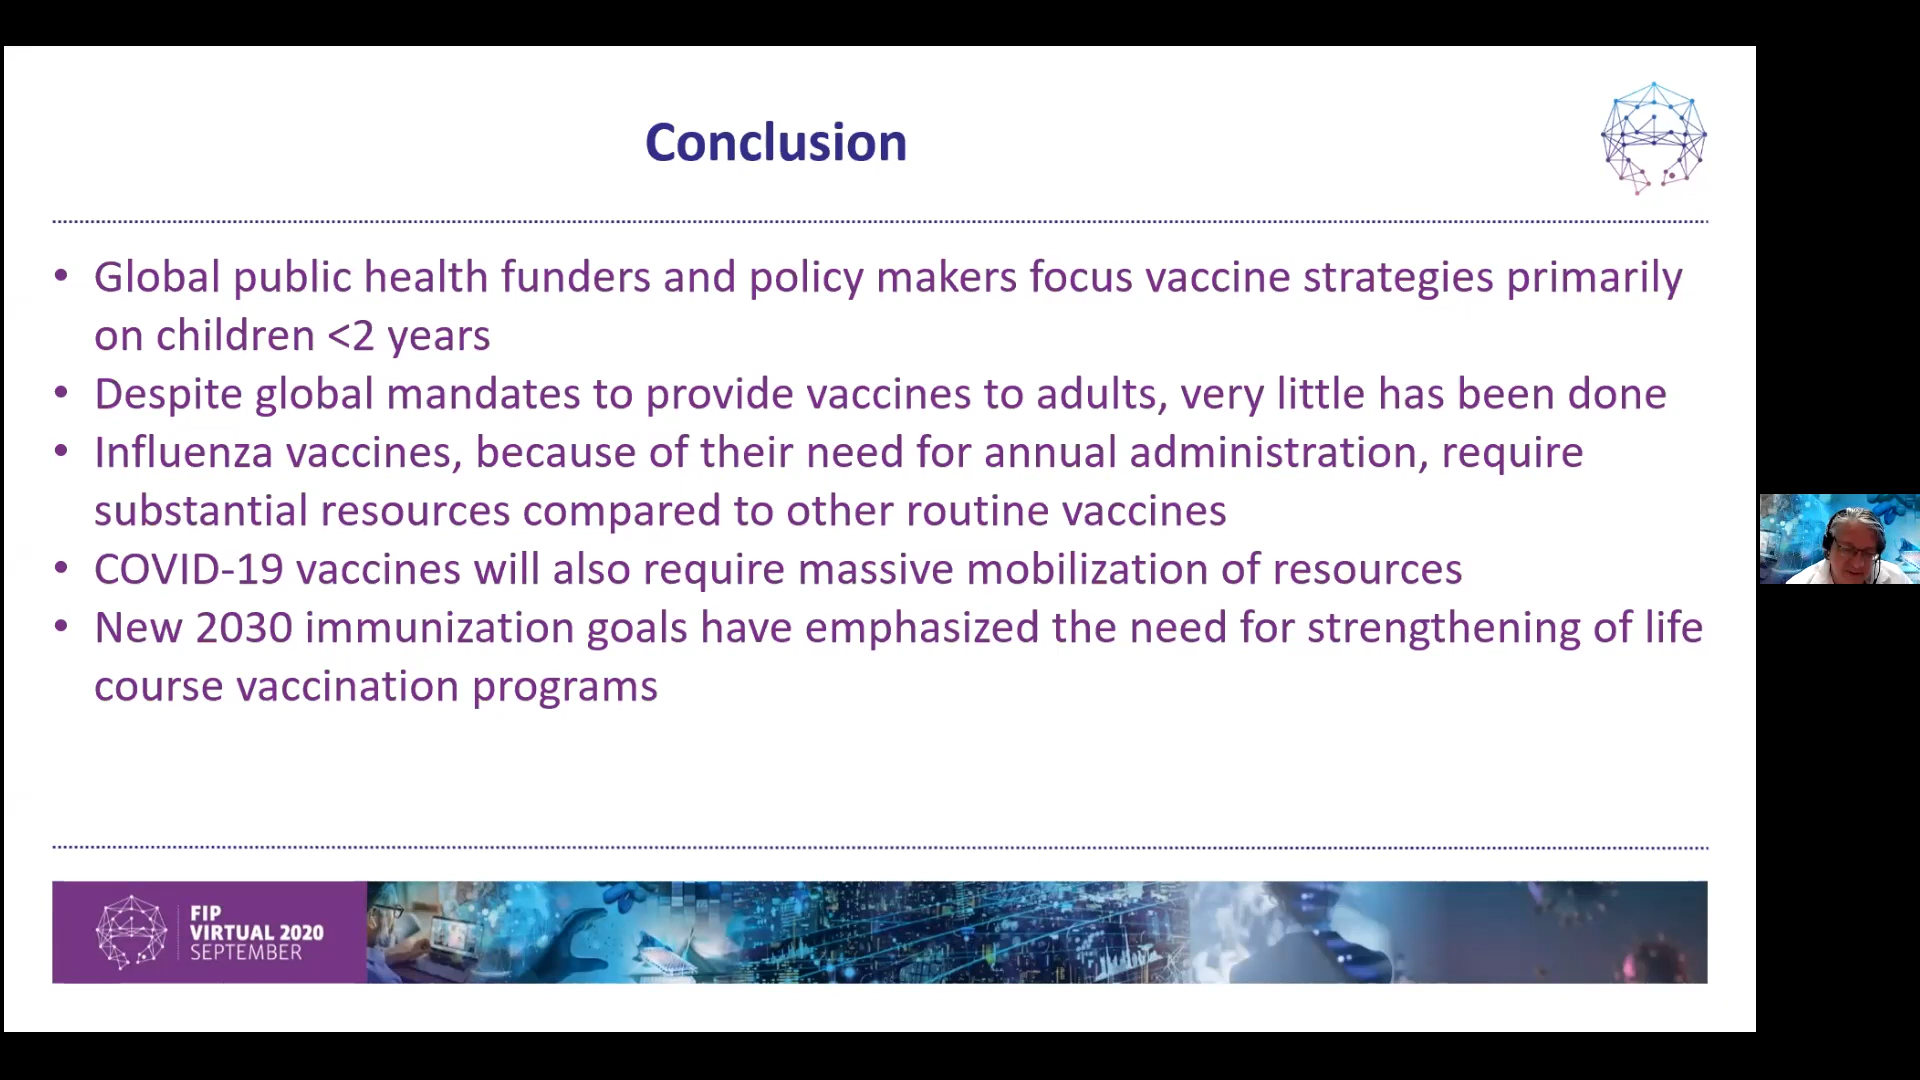 Conclusion
• Global public health funders and policy makers focus vaccine strategies primarily
on children <2 years
• Despite global mandates to provide vaccines to adults, very little has been done
• Influenza vaccines, because of their need for annual administration, require
substantial resources compared to other routine vaccines
• COVID-19 vaccines will also require massive mobilization of resources
• New 2030 immunization goals have emphasized the need for strengthening of life
course vaccination programs
FIP
VIRTUAL 2020
SEPTEMBER